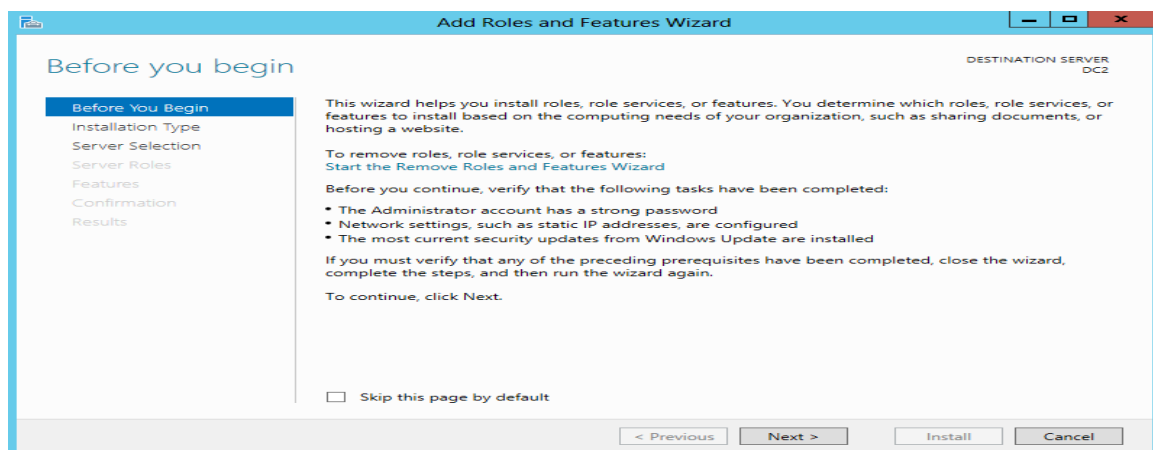 Add Roles and Features Wizard
Before you begin
DESTINATION SERVER
DC2
Before You Begin
Installation Type
Server Selection
Server Roles
Features
Confirmation
Results
This wizard helps you install roles, role services, or features. You determine which roles, role services, or
features to install based on the computing needs of your organization, such as sharing documents, or
hosting a website.
To remove roles, role services, or features:
Start the Remove Roles and Features Wizard
Before you continue, verify that the following tasks have been completed:
• The Administrator account has a strong password
• Network settings, such as static IP addresses, are configured
• The most current security updates from Windows Update are installed
If you must verify that any of the preceding prerequisites have been completed, close the wizard,
complete the steps, and then run the wizard again.
To continue, click Next.
Skip this page by default
< Previous
Next >
Install
Cancel